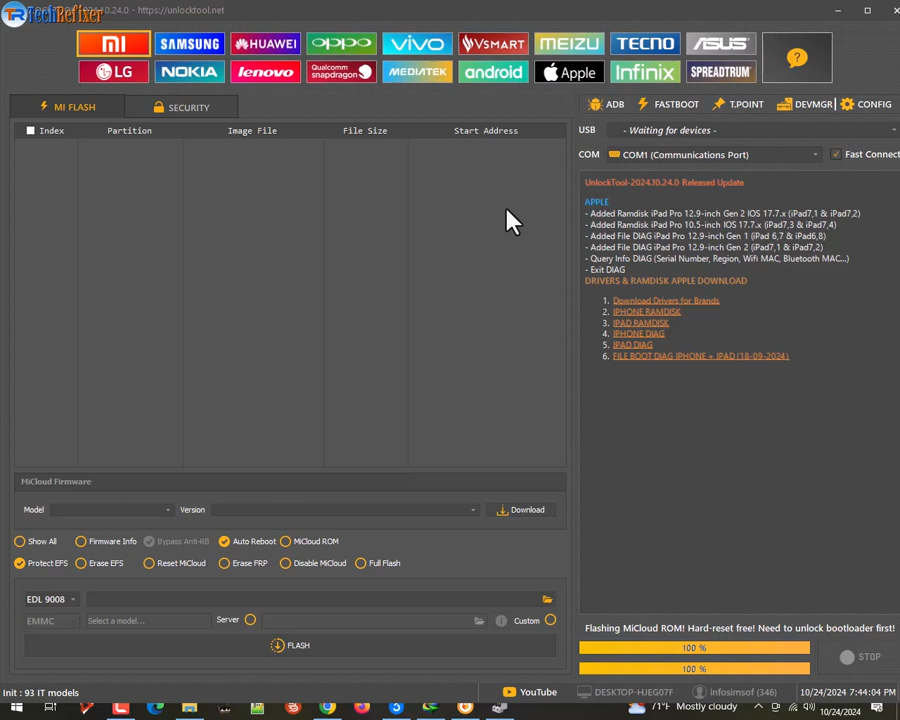 TR TechRefixer
.10.24.0 - https://unlocktool.net
MI SAMSUNG HUAWEI OPPO VIVO VSMART MEIZU TECNO ASUS ?
LG NOKIA Lenovo Qualcomm snapdragon MEDIATEK android Apple Infinix SPREADTRUM
MI FLASH SECURITY
ADB FASTBOOT T.POINT DEVMGR CONFIG
Index Partition Image File File Size Start Address
USB - Waiting for devices -
COM COM1 (Communications Port) Fast Connect
UnlockTool-2024.10.24.0 Released Update
APPLE
- Added Ramdisk iPad Pro 12.9-inch Gen 2 IOS 17.7.x (iPad7,1 & iPad7,2)
- Added Ramdisk iPad Pro 10.5-inch IOS 17.7.x (iPad7,3 & iPad7,4)
- Added File DIAG iPad Pro 12.9-inch Gen 1 (iPad 6,7 & iPad6,8)
- Added File DIAG iPad Pro 12.9-inch Gen 2 (iPad7,1 & iPad7,2)
- Query Info DIAG (Serial Number, Region, Wifi MAC, Bluetooth MAC...)
- Exit DIAG
DRIVERS & RAMDISK APPLE DOWNLOAD
1. Download Drivers for Brands
2. IPHONE RAMDISK
3. IPAD RAMDISK
4. IPHONE DIAG
5. IPAD DIAG
6. FILE BOOT DIAG IPHONE + IPAD (18-09-2024)
MiCloud Firmware
Model Version Download
Show All Firmware Info Bypass Anti-RB Auto Reboot MiCloud ROM
Protect EFS Erase EFS Reset MiCloud Erase FRP Disable MiCloud Full Flash
EDL 9008
EMMC Select a model... Server Custom
FLASH
Flashing MiCloud ROM! Hard-reset free! Need to unlock bootloader first!
100 %
100 %
STOP
Init : 93 IT models YouTube DESKTOP-HJEG07F infosimsof (346) 10/24/2024 7:44:04 PM
71°F Mostly cloudy 10/24/2024